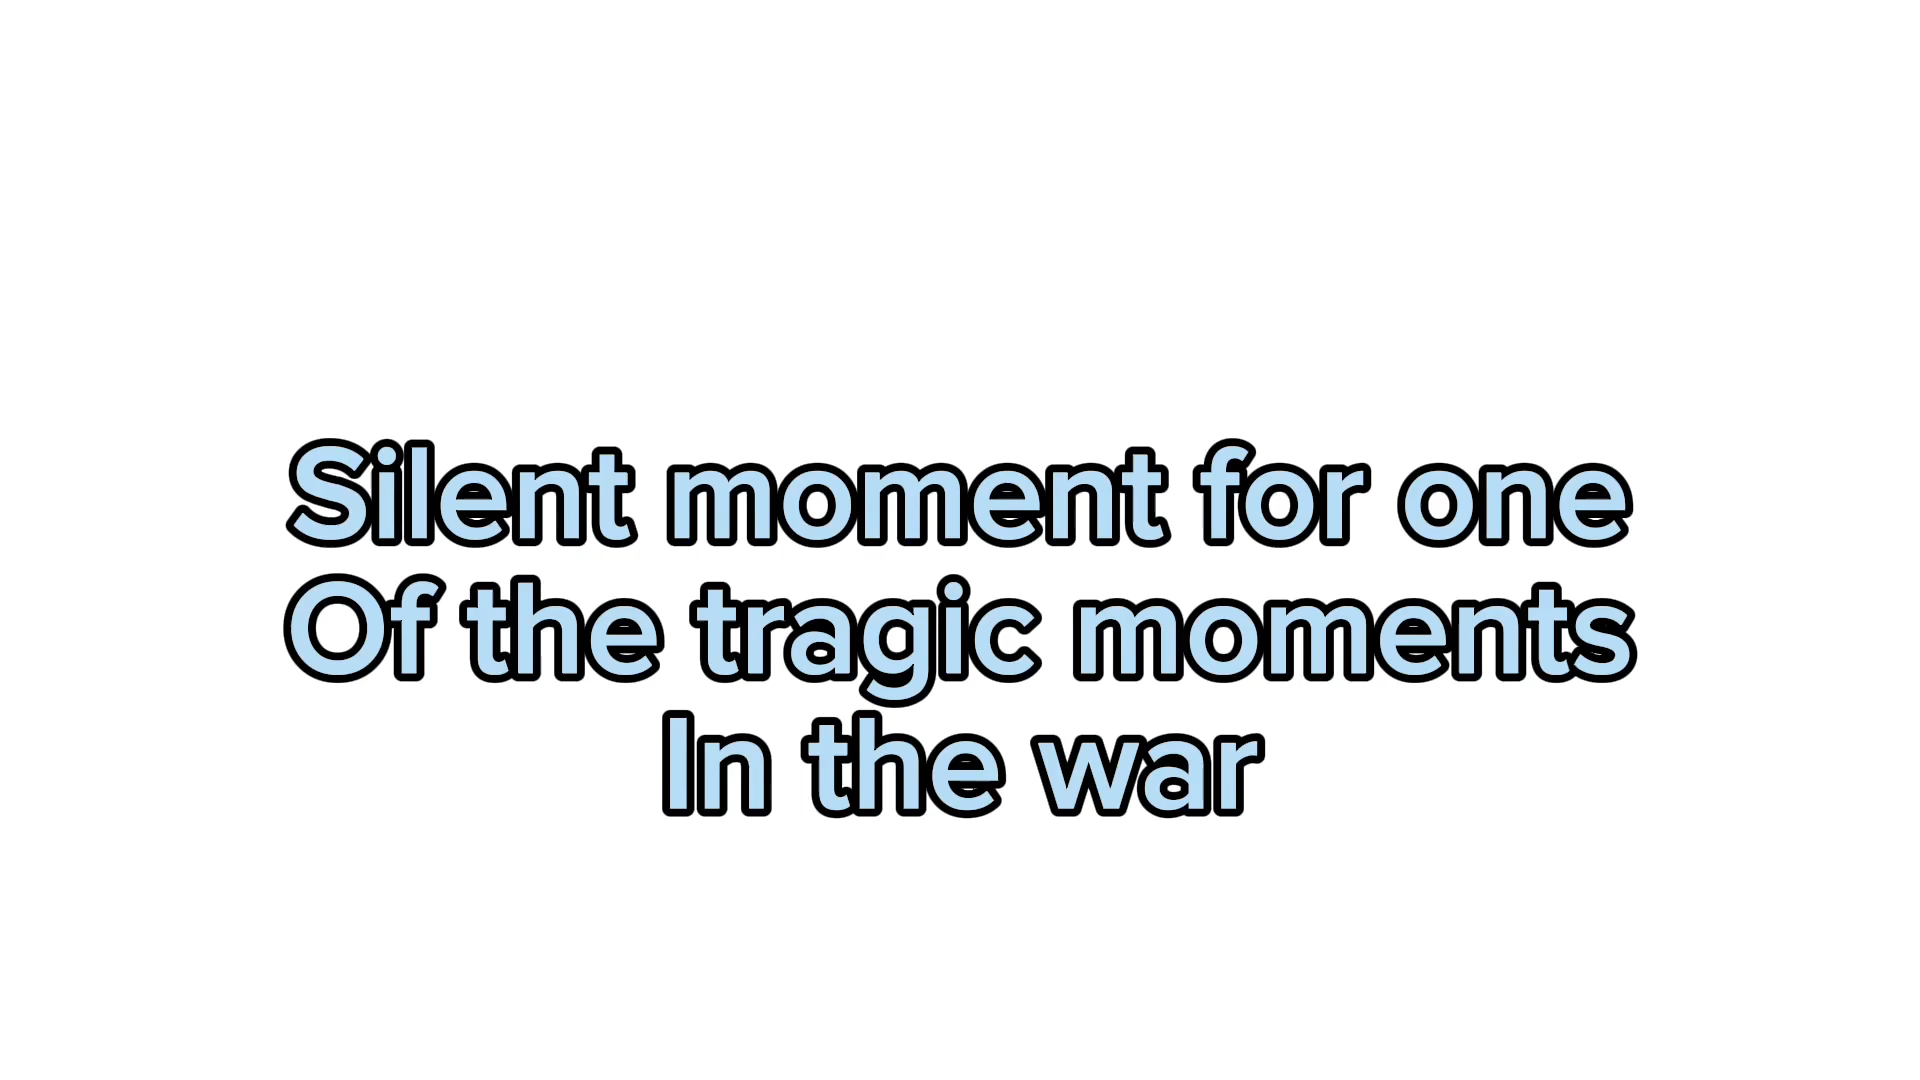 Silent moment for one
Of the tragic moments
In the war